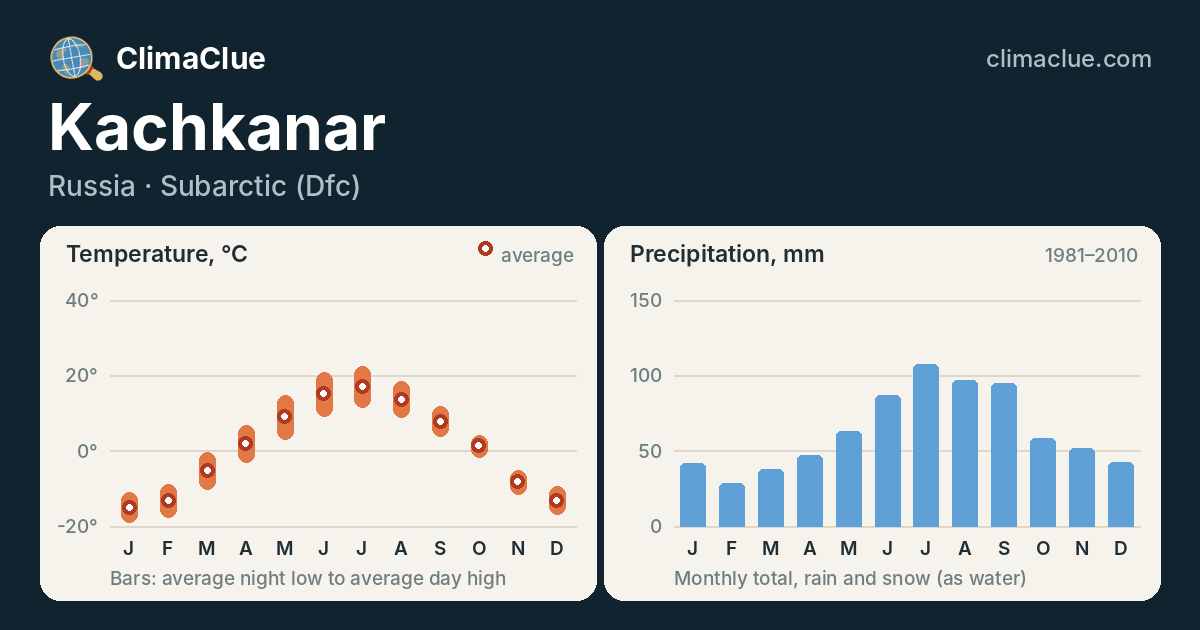 ClimaClue
climaclue.com
Kachkanar
Russia · Subarctic (Dfc)
Temperature, °C
average
40°
20°
0°
-20°
J F M A M J J A S O N D
Bars: average night low to average day high
Precipitation, mm
1981–2010
150
100
50
0
J F M A M J J A S O N D
Monthly total, rain and snow (as water)